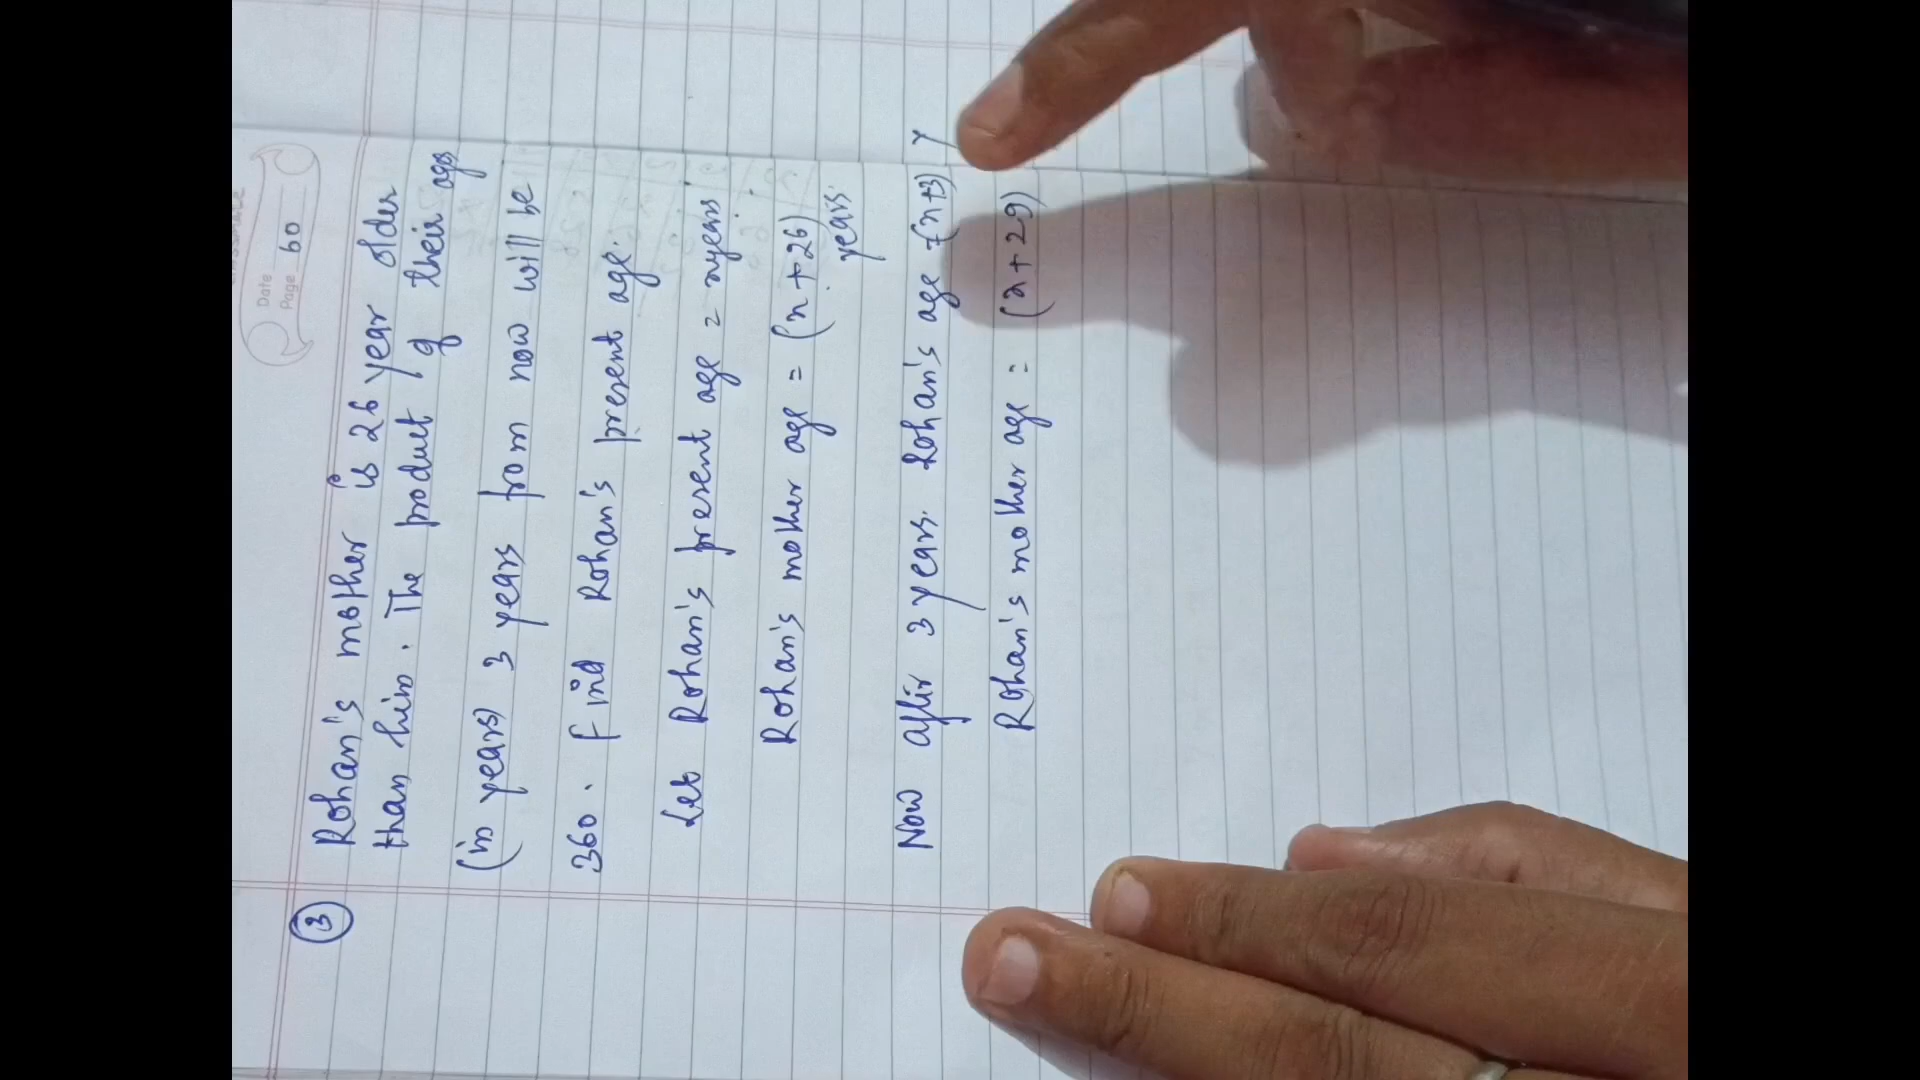 Date
Page 60
3 Rohan's mother is 26 year older
than him. The product of their ages
(in years) 3 years from now will be
360. Find Rohan's present age.
Let Rohan's present age = x years
Rohan's mother age = (x + 26)
years.
Now after 3 years. Rohan's age = (x+3) y
Rohan's mother age = (x + 29)